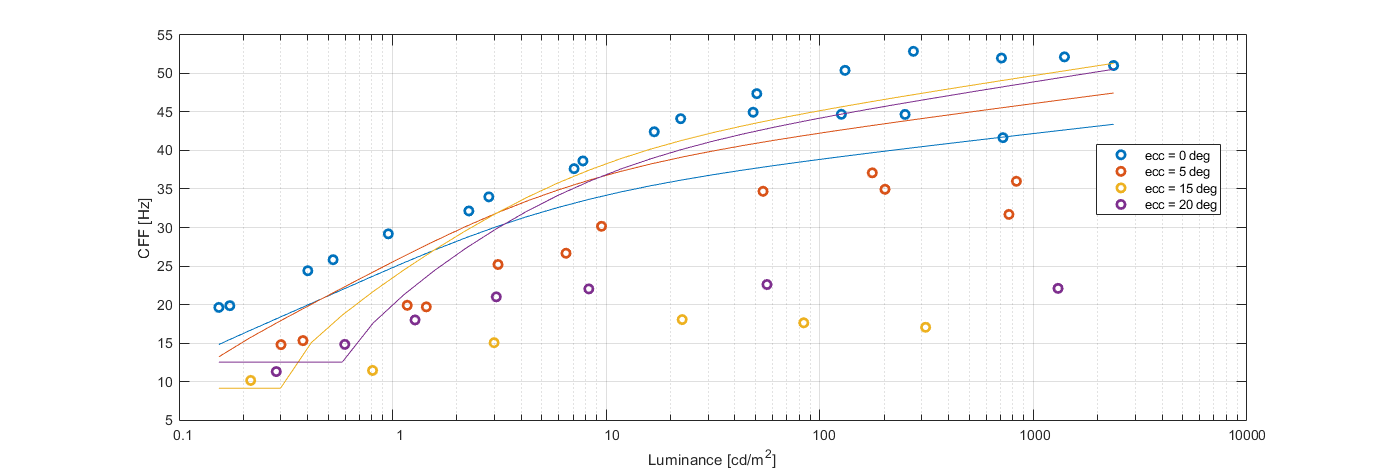 55
50
45
40
35
30
25
20
15
10
5
CFF [Hz]
ecc = 0 deg
ecc = 5 deg
ecc = 15 deg
ecc = 20 deg
0.1 1 10 100 1000 10000
Luminance [cd/m²]